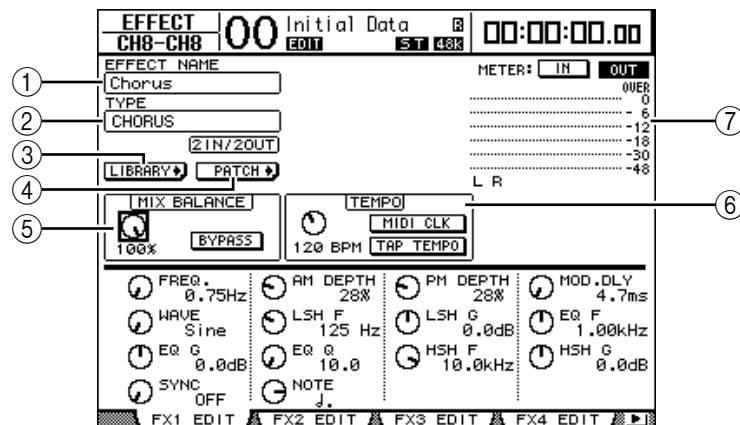 EFFECT
CH8-CH8
00
Initial Data
EDIT
ST
48k
00:00:00.00
EFFECT NAME
Chorus
TYPE
CHORUS
2IN/2OUT
LIBRARY
PATCH
METER:
IN
OUT
OVER
0
- 6
-12
-18
-30
-48
L R
MIX BALANCE
100%
BYPASS
TEMPO
120 BPM
MIDI CLK
TAP TEMPO
FREQ.
0.75Hz
AM DEPTH
28%
PM DEPTH
28%
MOD.DLY
4.7ms
WAVE
Sine
LSH F
125 Hz
LSH G
0.0dB
EQ F
1.00kHz
EQ G
0.0dB
EQ Q
10.0
HSH F
10.0kHz
HSH G
0.0dB
SYNC
OFF
NOTE
FX1 EDIT
FX2 EDIT
FX3 EDIT
FX4 EDIT
1
2
3
4
5
6
7